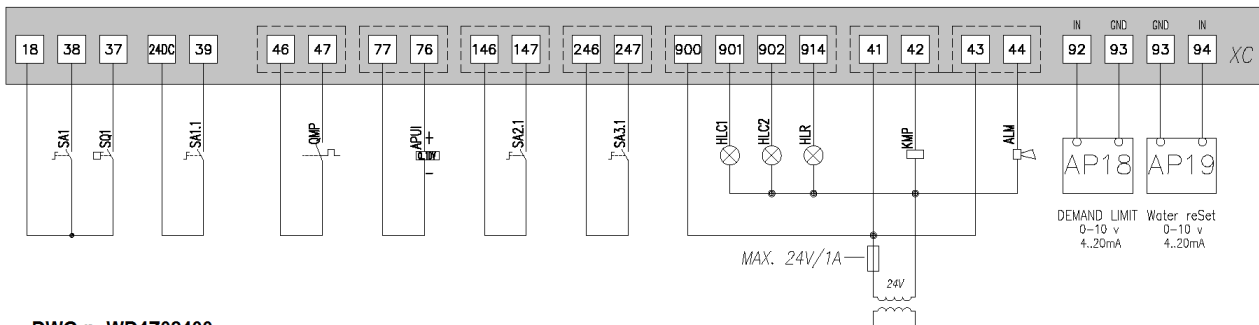 IN GND GND IN
18 38 37 24DC 39 46 47 77 76 146 147 246 247 900 901 902 914 41 42 43 44 92 93 93 94 XC
SA1 SQ1 SA1.1 QMP APUI + - SA2.1 SA3.1 HLC1 HLC2 HLR KMP ALM
AP18 AP19
DEMAND LIMIT Water reSet
0-10 v 0-10 v
4..20mA 4..20mA
MAX. 24V/1A
24V